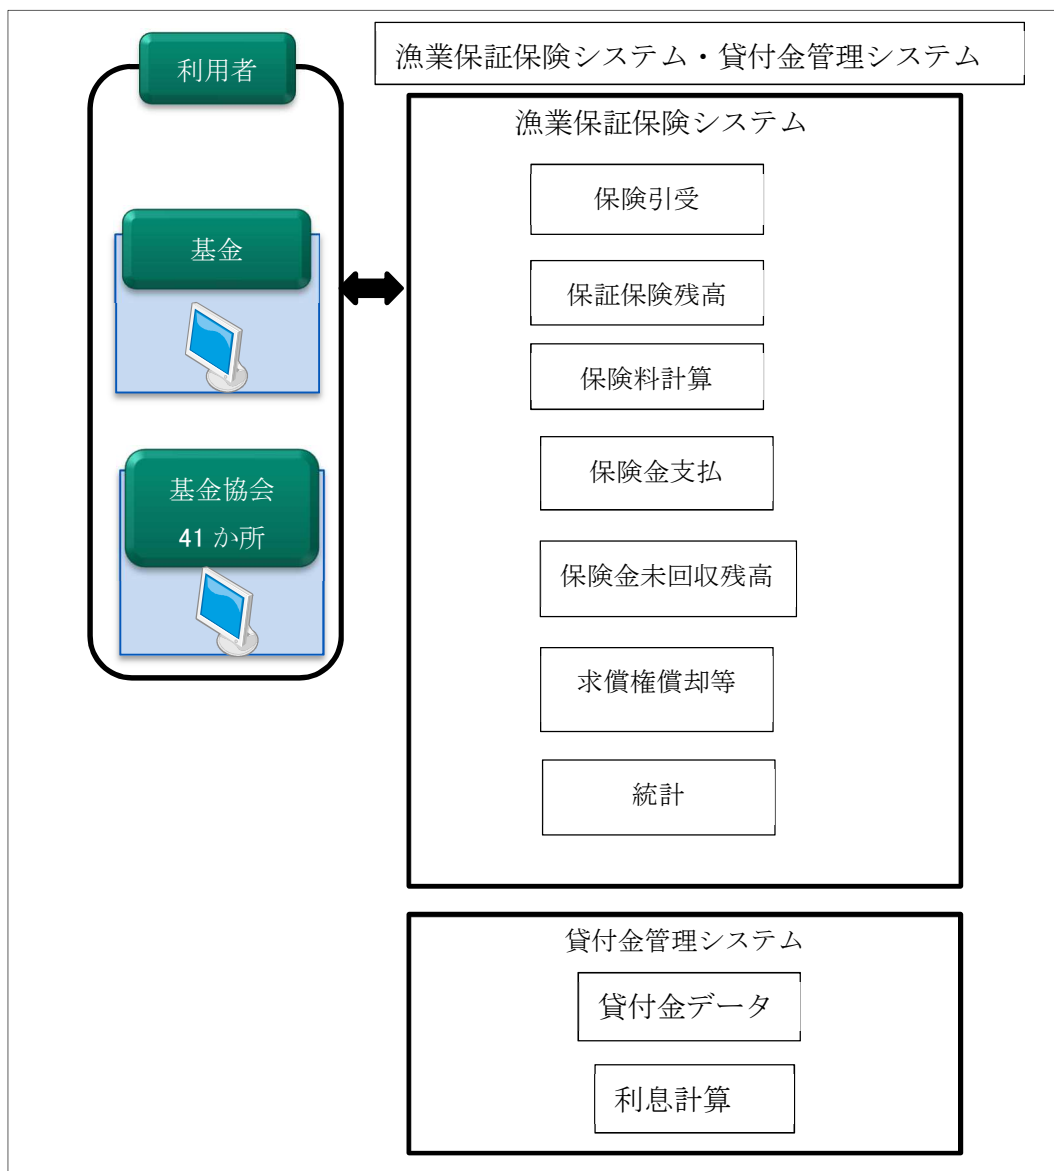 利用者
基金
基金協会
41 か所
漁業保証保険システム・貸付金管理システム
漁業保証保険システム
保険引受
保証保険残高
保険料計算
保険金支払
保険金未回収残高
求償権償却等
統計
貸付金管理システム
貸付金データ
利息計算